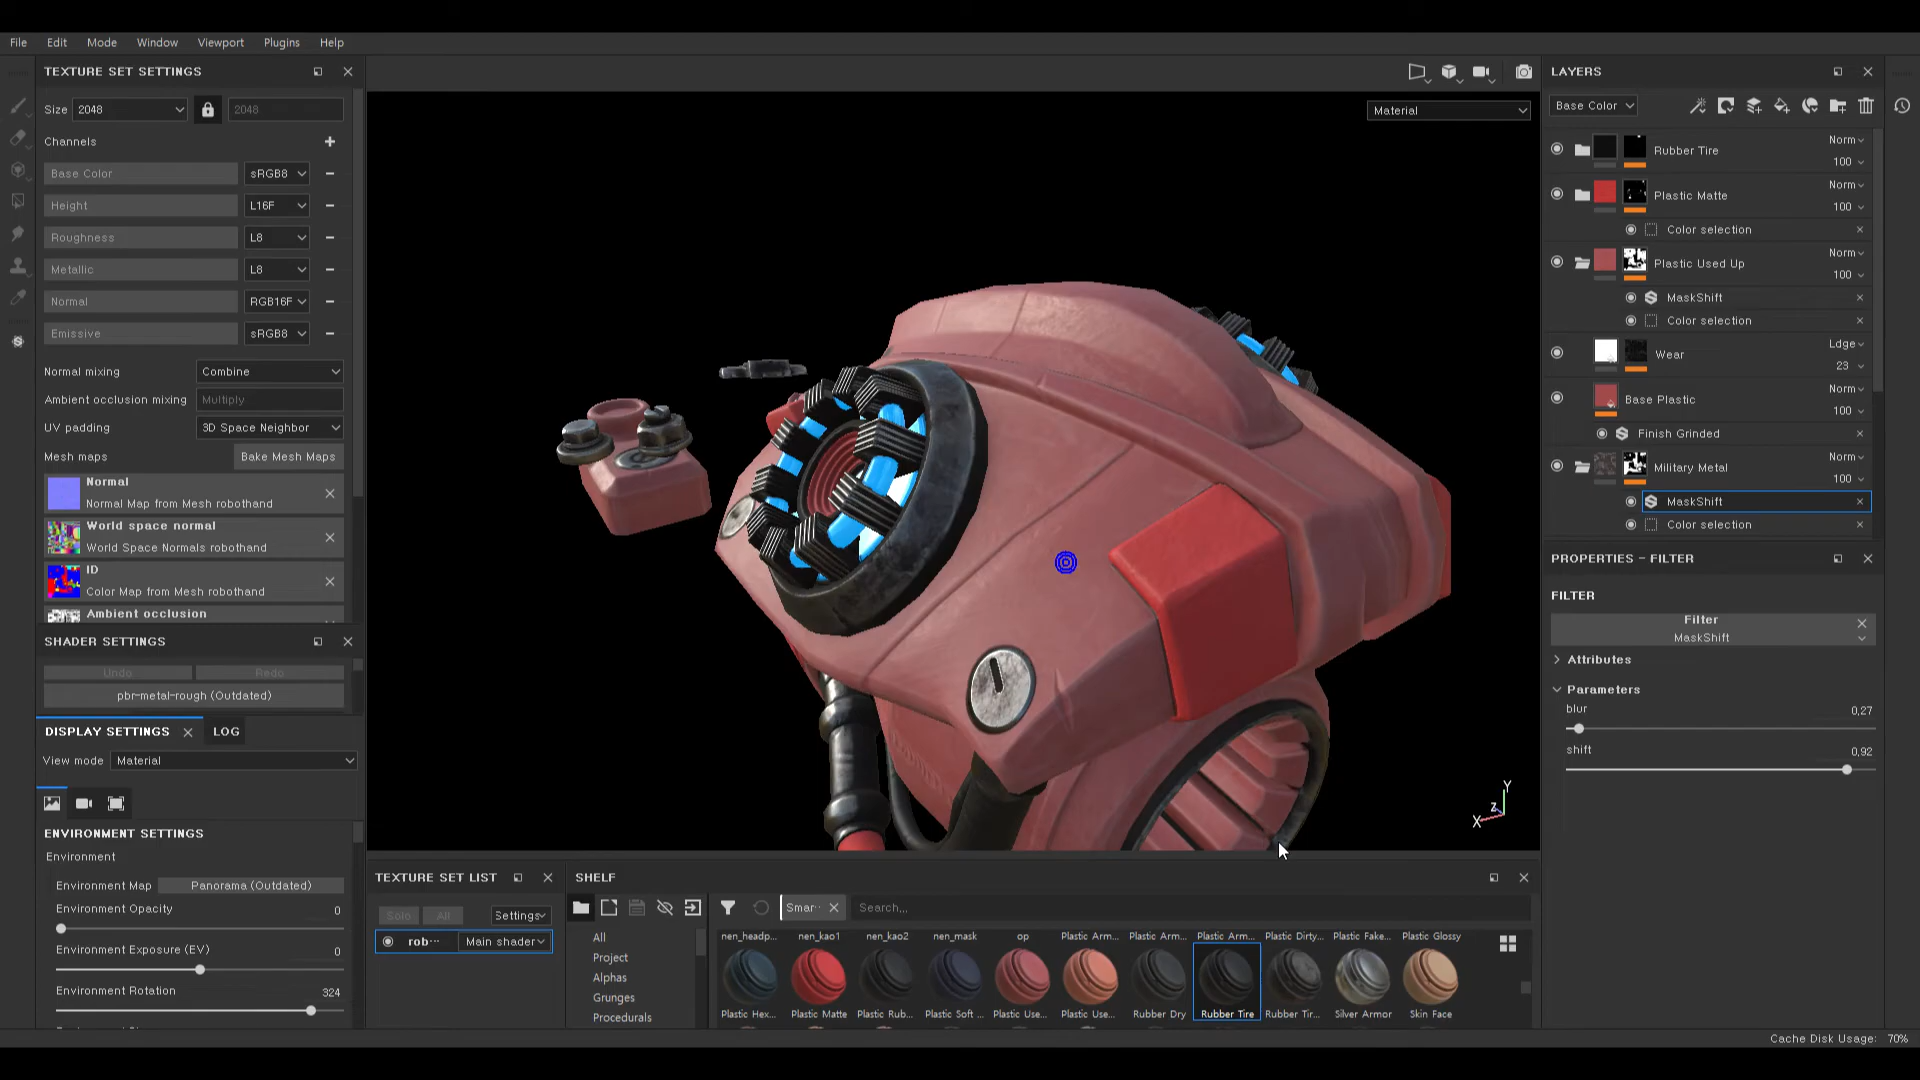 File Edit Mode Window Viewport Plugins Help
TEXTURE SET SETTINGS
Size 2048 2048
Channels
Base Color sRGB8
Height L16F
Roughness L8
Metallic L8
Normal RGB16F
Emissive sRGB8
Normal mixing Combine
Ambient occlusion mixing Multiply
UV padding 3D Space Neighbor
Mesh maps Bake Mesh Maps
Normal
Normal Map from Mesh robothand
World space normal
World Space Normals robothand
ID
Color Map from Mesh robothand
Ambient occlusion
SHADER SETTINGS
Undo Redo
pbr-metal-rough (Outdated)
DISPLAY SETTINGS LOG
View mode Material
ENVIRONMENT SETTINGS
Environment
Environment Map Panorama (Outdated)
Environment Opacity 0
Environment Exposure (EV) 0
Environment Rotation 324
Material
Y
Z
X
TEXTURE SET LIST
Solo All Settings
rob... Main shader
SHELF
Smar... Search...
All
Project
Alphas
Grunges
Procedurals
nen_headp... nen_kao1 nen_kao2 nen_mask op Plastic Arm... Plastic Arm... Plastic Arm... Plastic Dirty... Plastic Fake... Plastic Glossy
Plastic Hex... Plastic Matte Plastic Rub... Plastic Soft ... Plastic Use... Plastic Use... Rubber Dry Rubber Tire Rubber Tir... Silver Armor Skin Face
LAYERS
Base Color
Rubber Tire Norm 100
Plastic Matte Norm 100
Color selection
Plastic Used Up Norm 100
MaskShift
Color selection
Wear Ldge 23
Base Plastic Norm 100
Finish Grinded
Military Metal Norm 100
MaskShift
Color selection
PROPERTIES - FILTER
FILTER
Filter
MaskShift
Attributes
Parameters
blur 0,27
shift 0,92
Cache Disk Usage: 70%